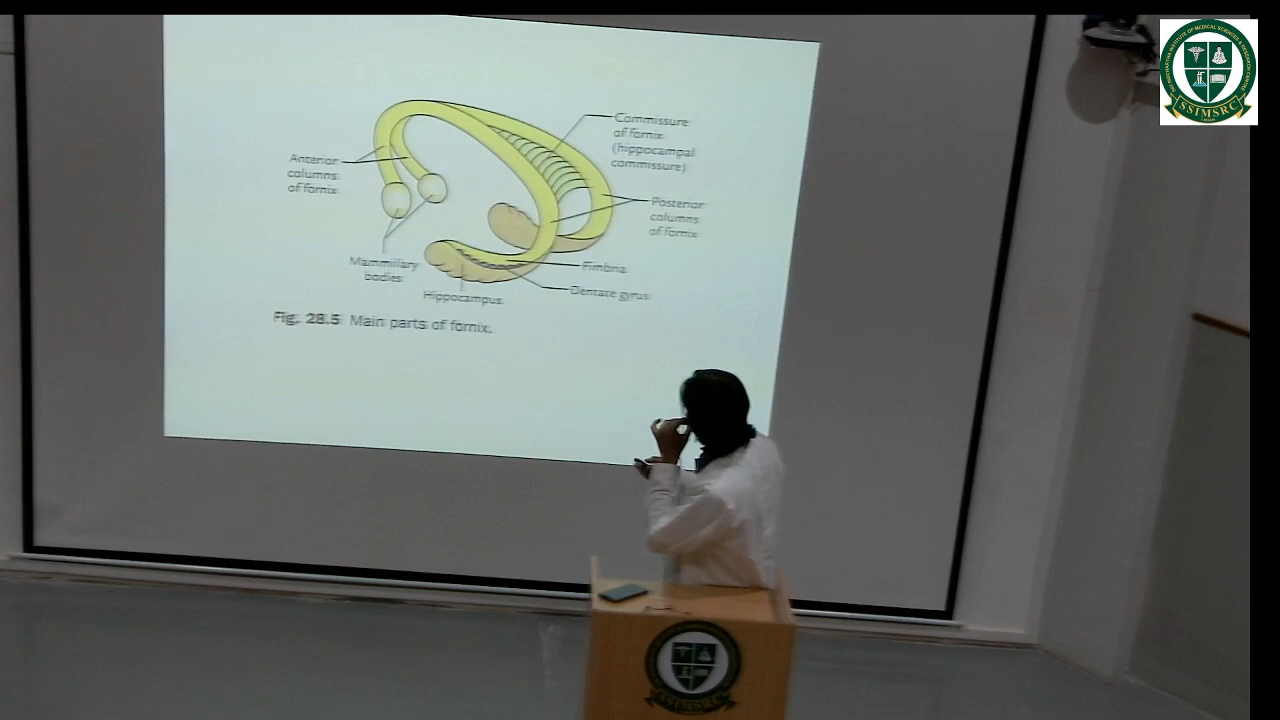 Commissure
of fornix
(hippocampal
commissure)
Anterior
columns
of fornix
Posterior
columns
of fornix
Mammillary
bodies
Fimbria
Hippocampus
Dentate gyrus
Fig. 28.5 Main parts of fornix.
SSIMSRC
SSIMSRC